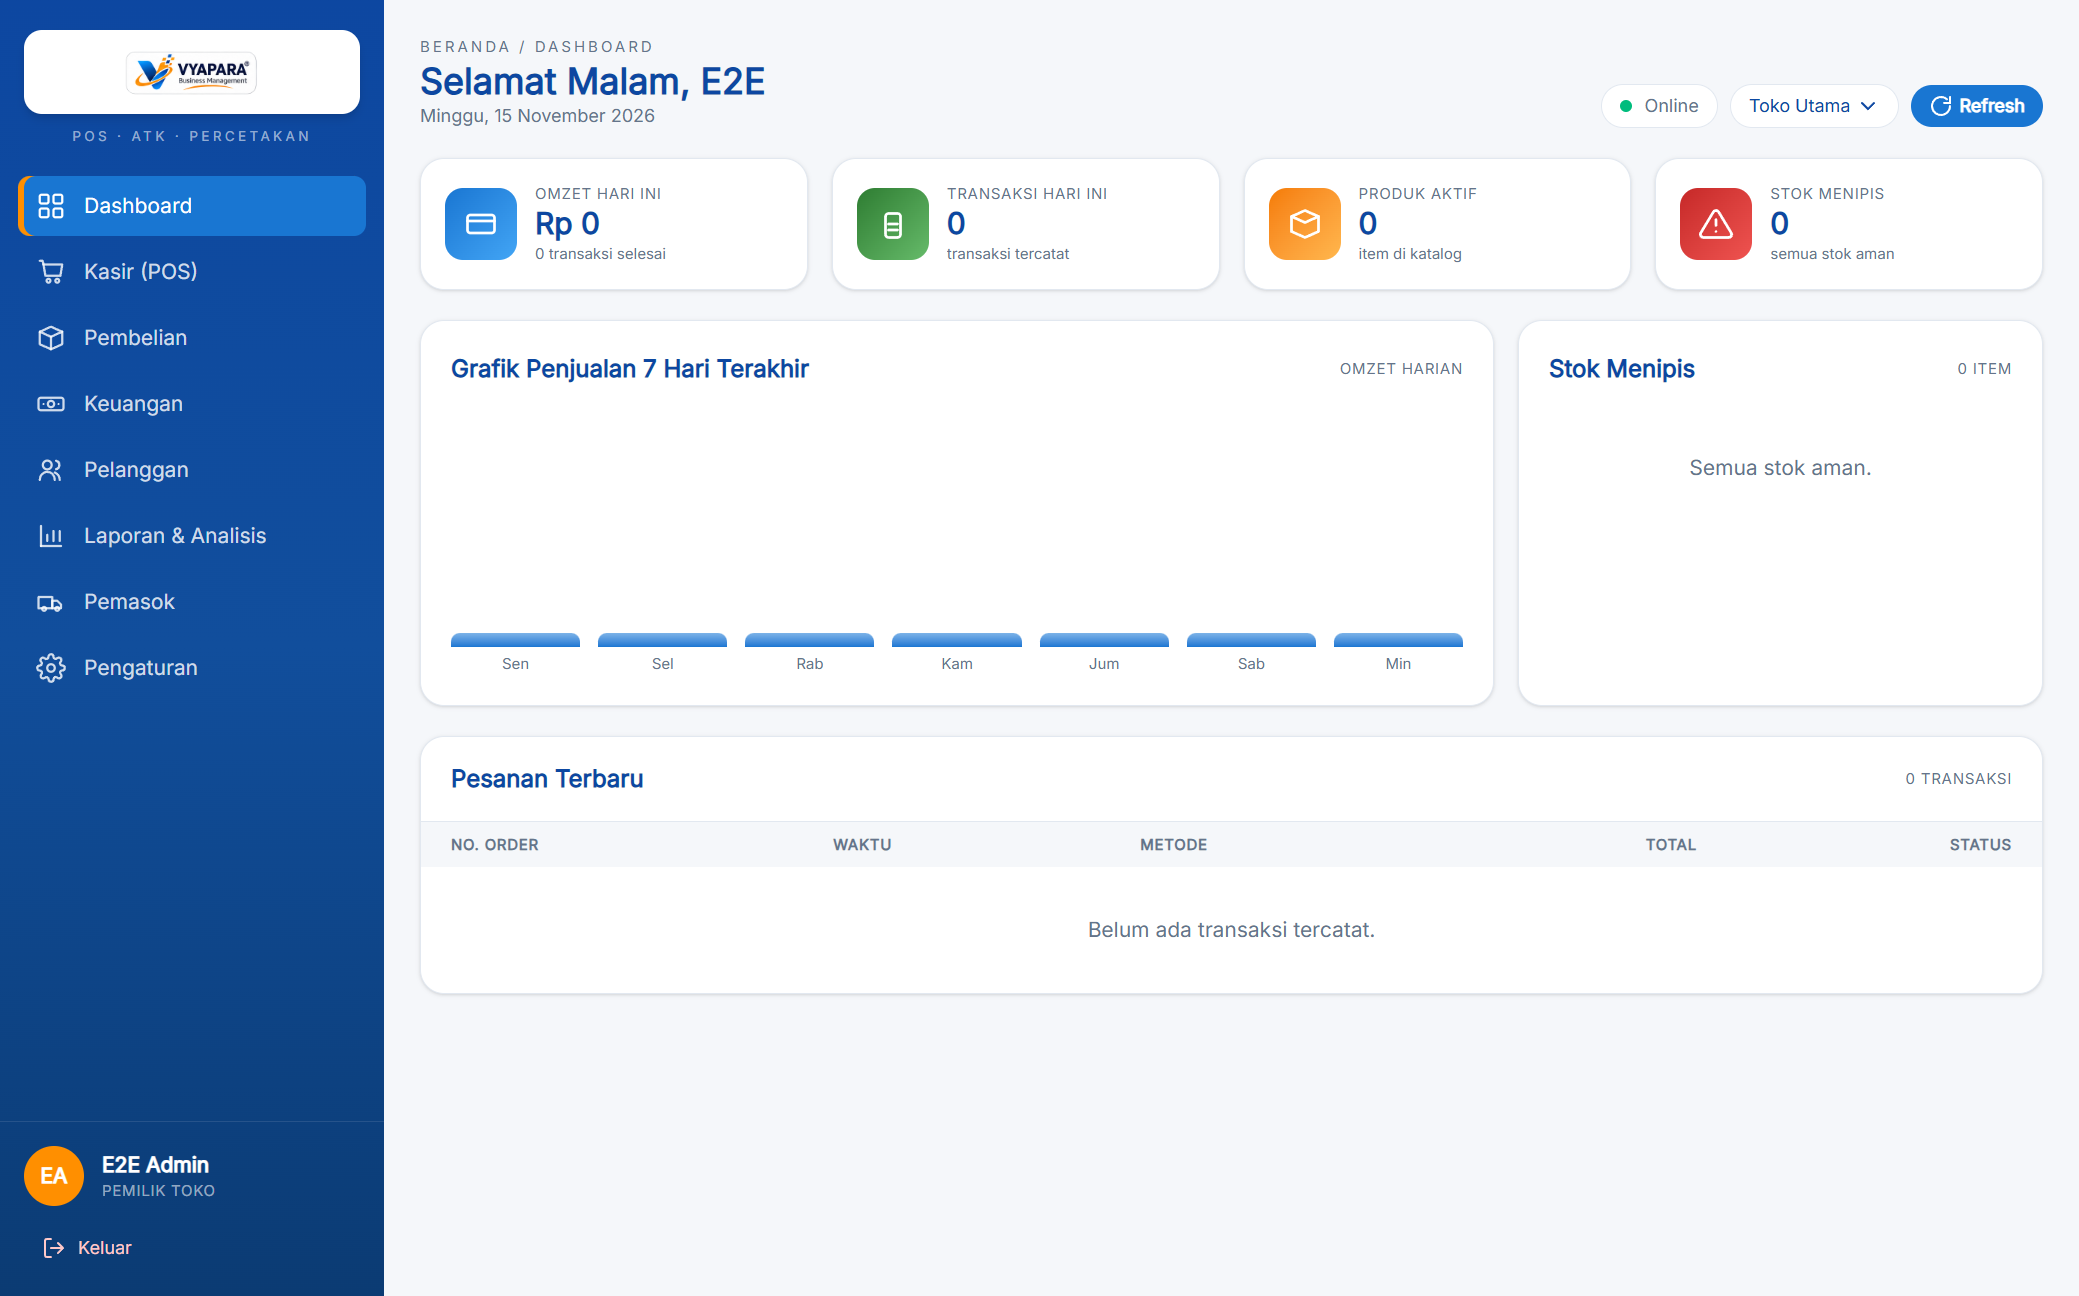 VYAPARA®
Business Management
POS · ATK · PERCETAKAN
Dashboard
Kasir (POS)
Pembelian
Keuangan
Pelanggan
Laporan & Analisis
Pemasok
Pengaturan
EA
E2E Admin
PEMILIK TOKO
Keluar
BERANDA / DASHBOARD
Selamat Malam, E2E
Minggu, 15 November 2026
Online
Toko Utama
Refresh
OMZET HARI INI
Rp 0
0 transaksi selesai
TRANSAKSI HARI INI
0
transaksi tercatat
PRODUK AKTIF
0
item di katalog
STOK MENIPIS
0
semua stok aman
Grafik Penjualan 7 Hari Terakhir
OMZET HARIAN
Sen
Sel
Rab
Kam
Jum
Sab
Min
Stok Menipis
0 ITEM
Semua stok aman.
Pesanan Terbaru
0 TRANSAKSI
NO. ORDER
WAKTU
METODE
TOTAL
STATUS
Belum ada transaksi tercatat.